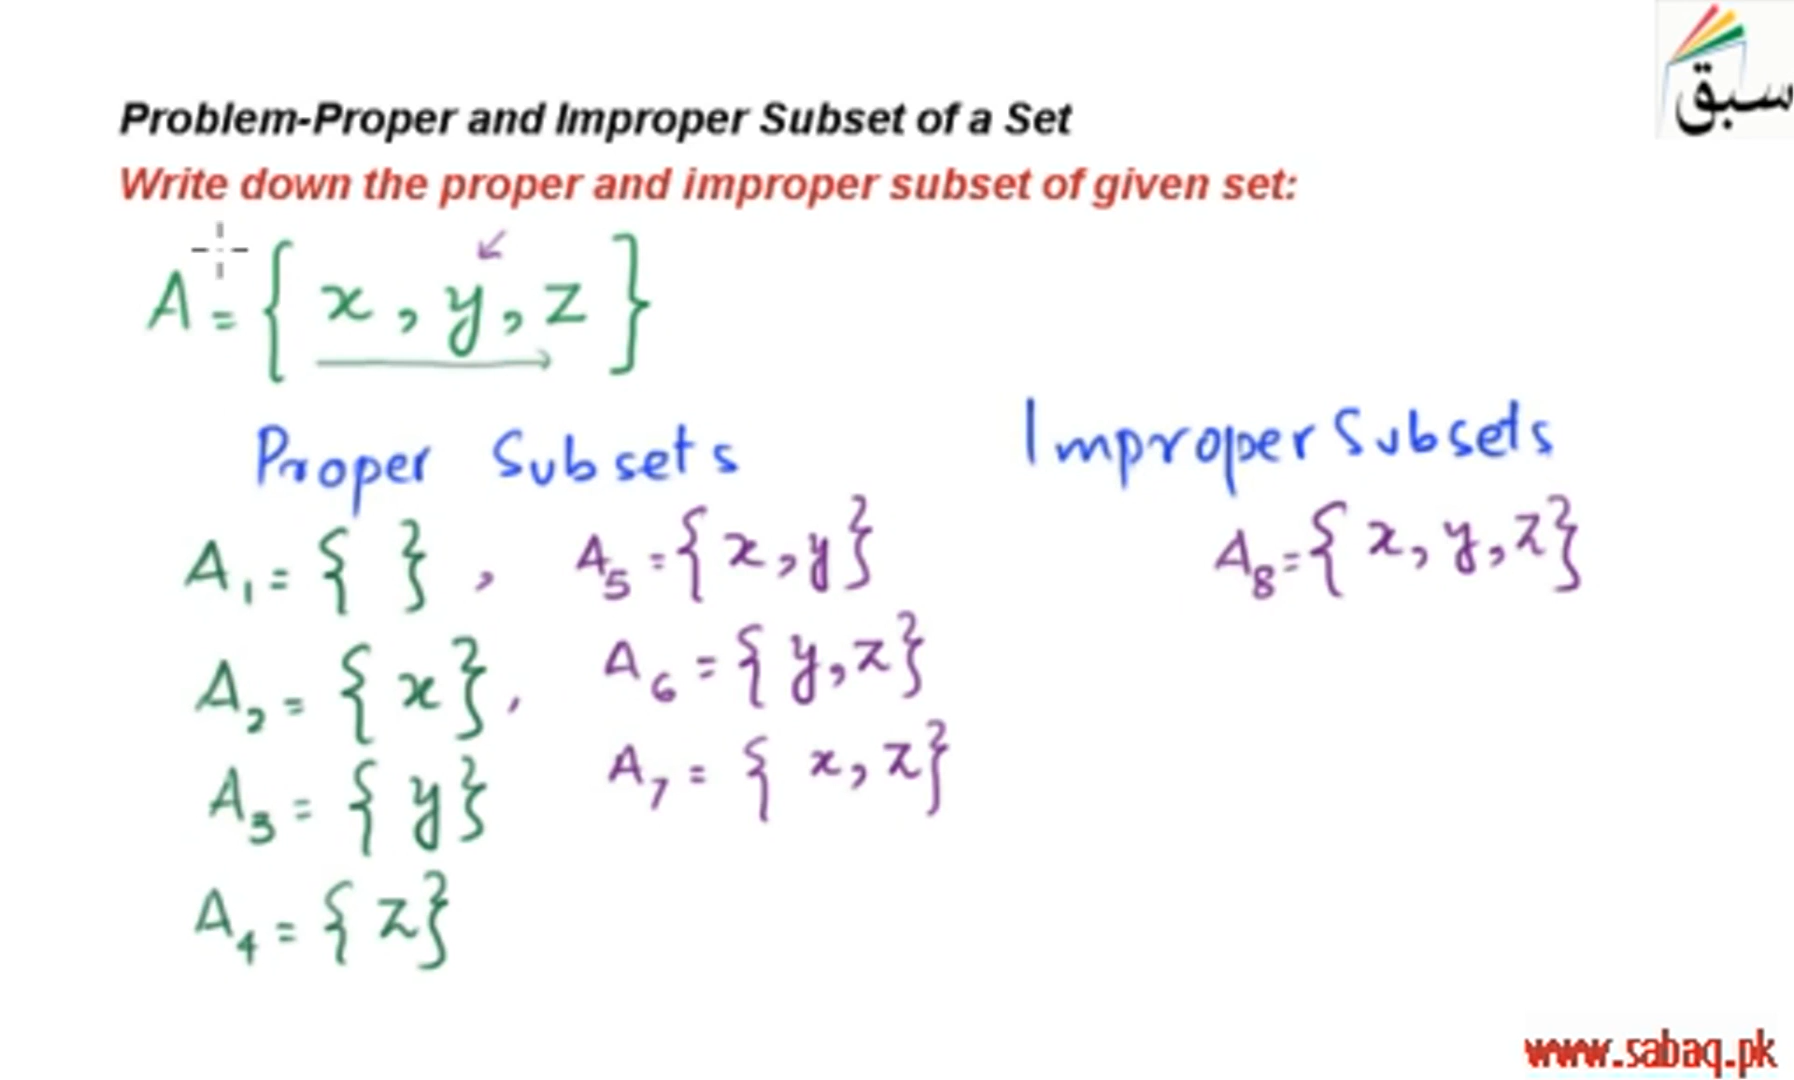 سبق
Problem-Proper and Improper Subset of a Set
Write down the proper and improper subset of given set:
A = { x , y , z }
Proper Subsets
A₁ = { } ,
A₂ = { x } ,
A₃ = { y }
A₄ = { z }
A₅ = { x , y }
A₆ = { y , z }
A₇ = { x , z }
Improper Subsets
A₈ = { x , y , z }
www.sabaq.pk